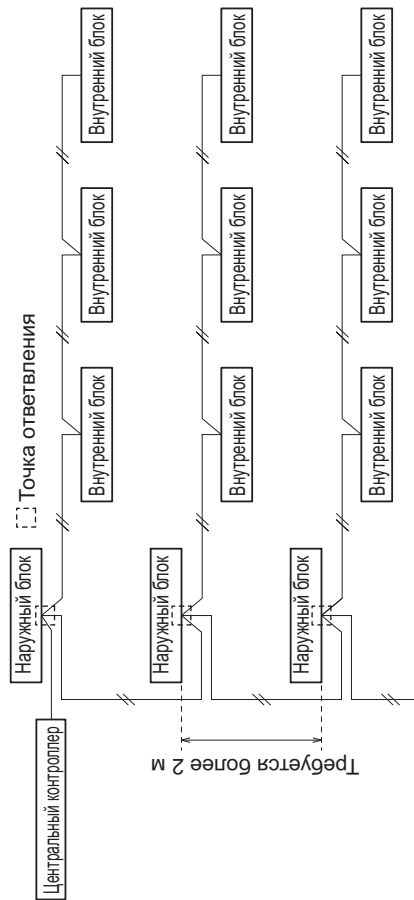 Точка ответвления
Центральный контроллер
Наружный блок
Внутренний блок
Внутренний блок
Внутренний блок
Наружный блок
Внутренний блок
Внутренний блок
Внутренний блок
Требуется более 2 м
Наружный блок
Внутренний блок
Внутренний блок
Внутренний блок